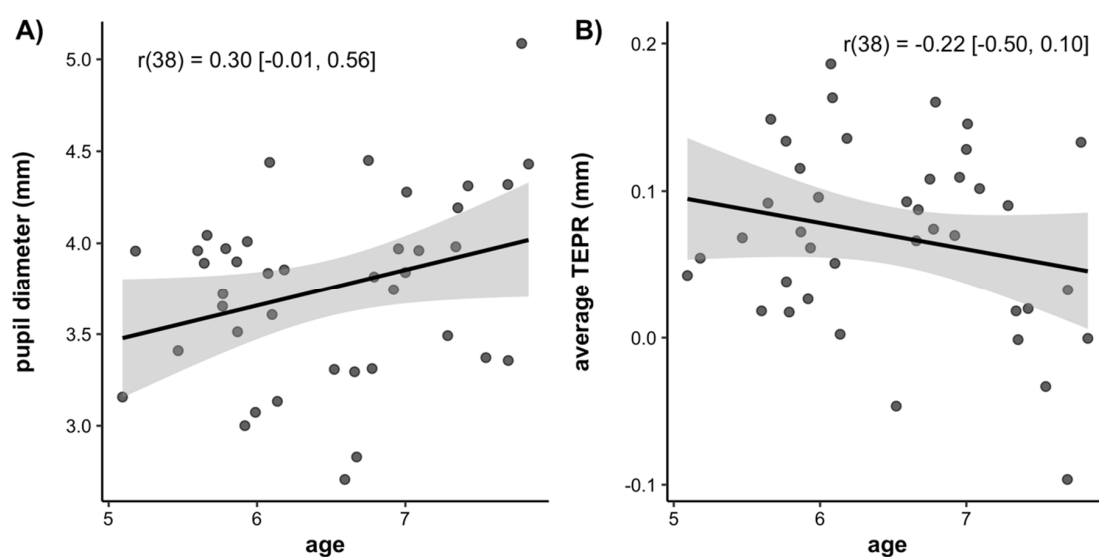 A)
r(38) = 0.30 [-0.01, 0.56]
5.0
4.5
4.0
3.5
3.0
pupil diameter (mm)
5
6
7
age
B)
r(38) = -0.22 [-0.50, 0.10]
0.2
0.1
0.0
-0.1
average TEPR (mm)
5
6
7
age